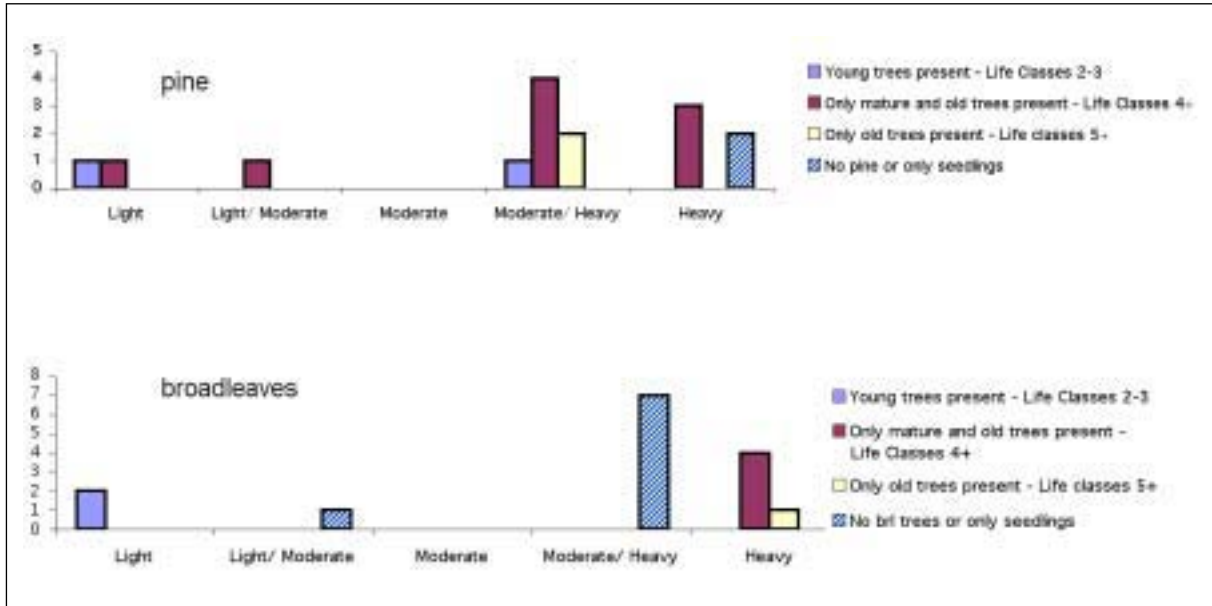 pine
5
4
3
2
1
0
Light
Light/ Moderate
Moderate
Moderate/ Heavy
Heavy
Young trees present - Life Classes 2-3
Only mature and old trees present - Life Classes 4+
Only old trees present - Life classes 5+
No pine or only seedlings
broadleaves
8
7
6
5
4
3
2
1
0
Light
Light/ Moderate
Moderate
Moderate/ Heavy
Heavy
Young trees present - Life Classes 2-3
Only mature and old trees present -
Life Classes 4+
Only old trees present - Life classes 5+
No brl trees or only seedlings